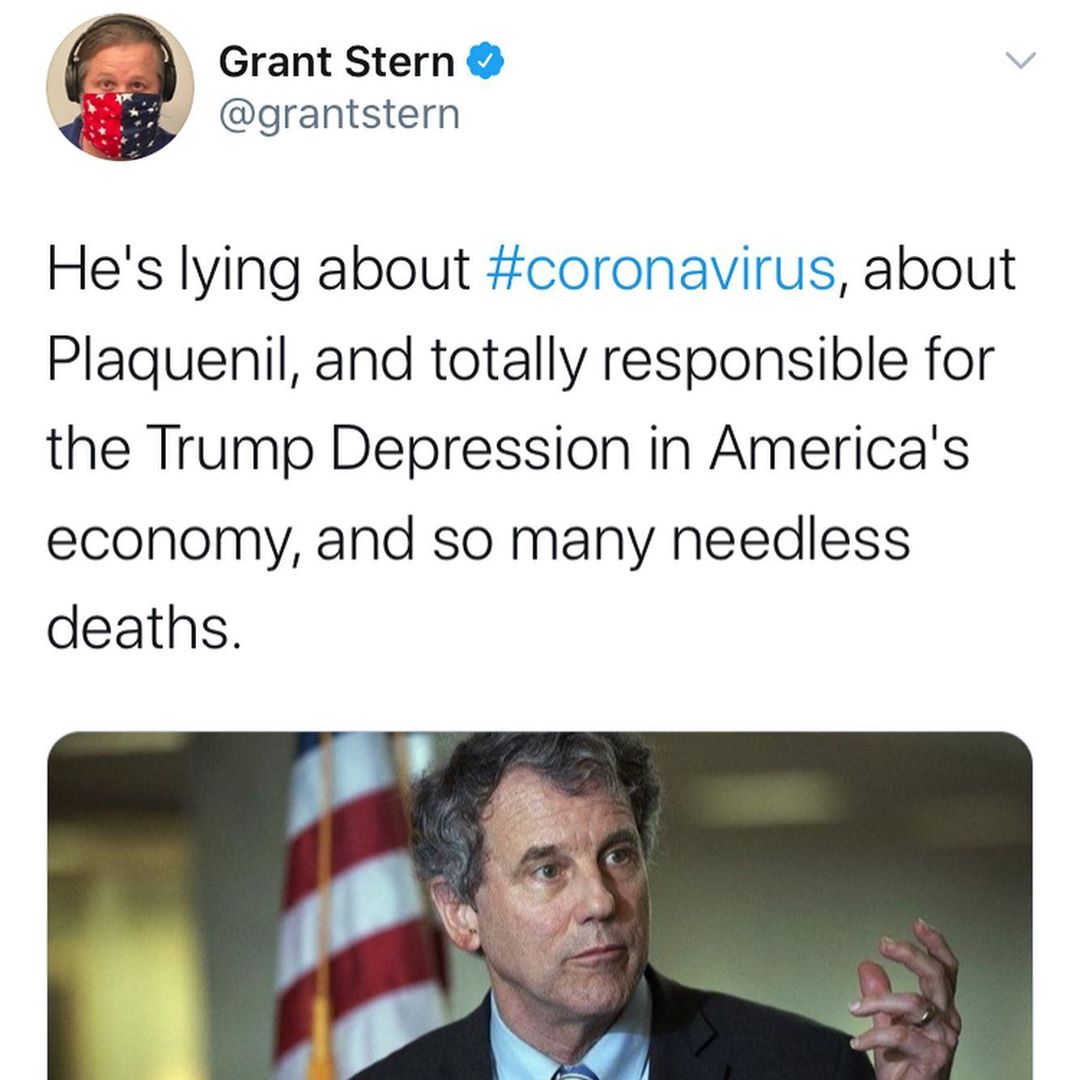 Grant Stern
@grantstern
He's lying about #coronavirus, about
Plaquenil, and totally responsible for
the Trump Depression in America's
economy, and so many needless
deaths.